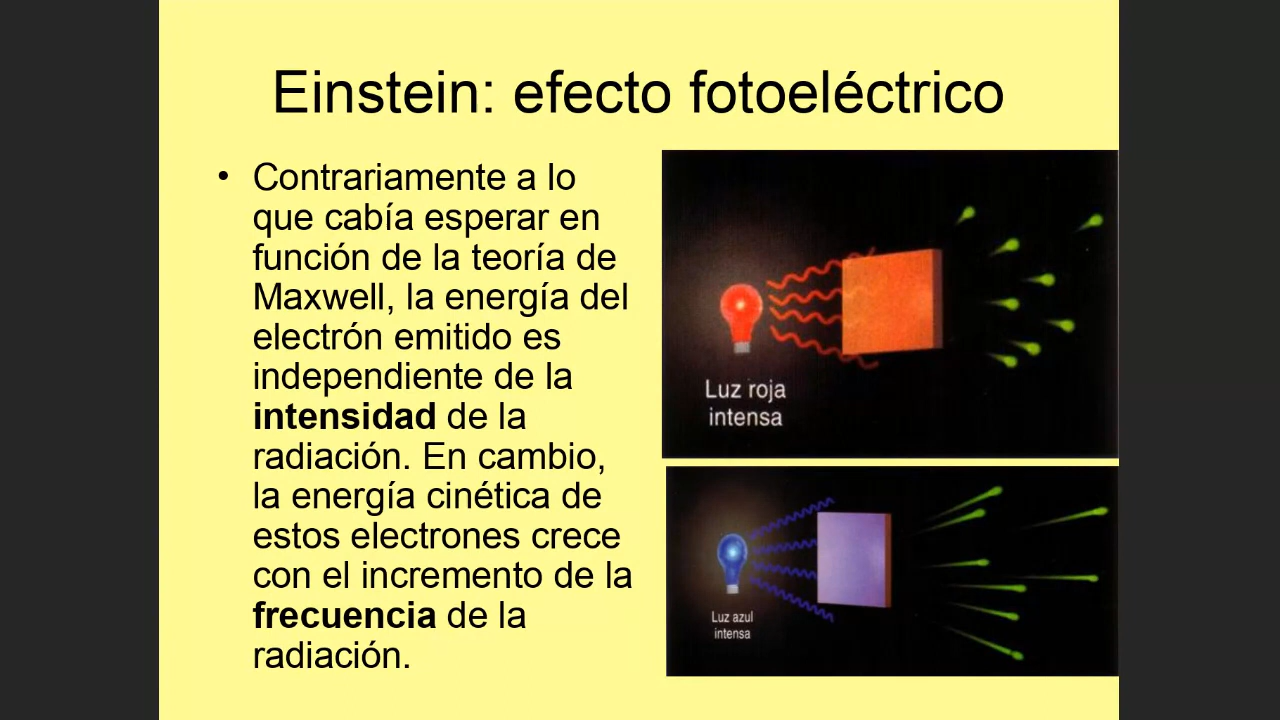 Einstein: efecto fotoeléctrico
• Contrariamente a lo
que cabía esperar en
función de la teoría de
Maxwell, la energía del
electrón emitido es
independiente de la
intensidad de la
radiación. En cambio,
la energía cinética de
estos electrones crece
con el incremento de la
frecuencia de la
radiación.
Luz roja
intensa
Luz azul
intensa